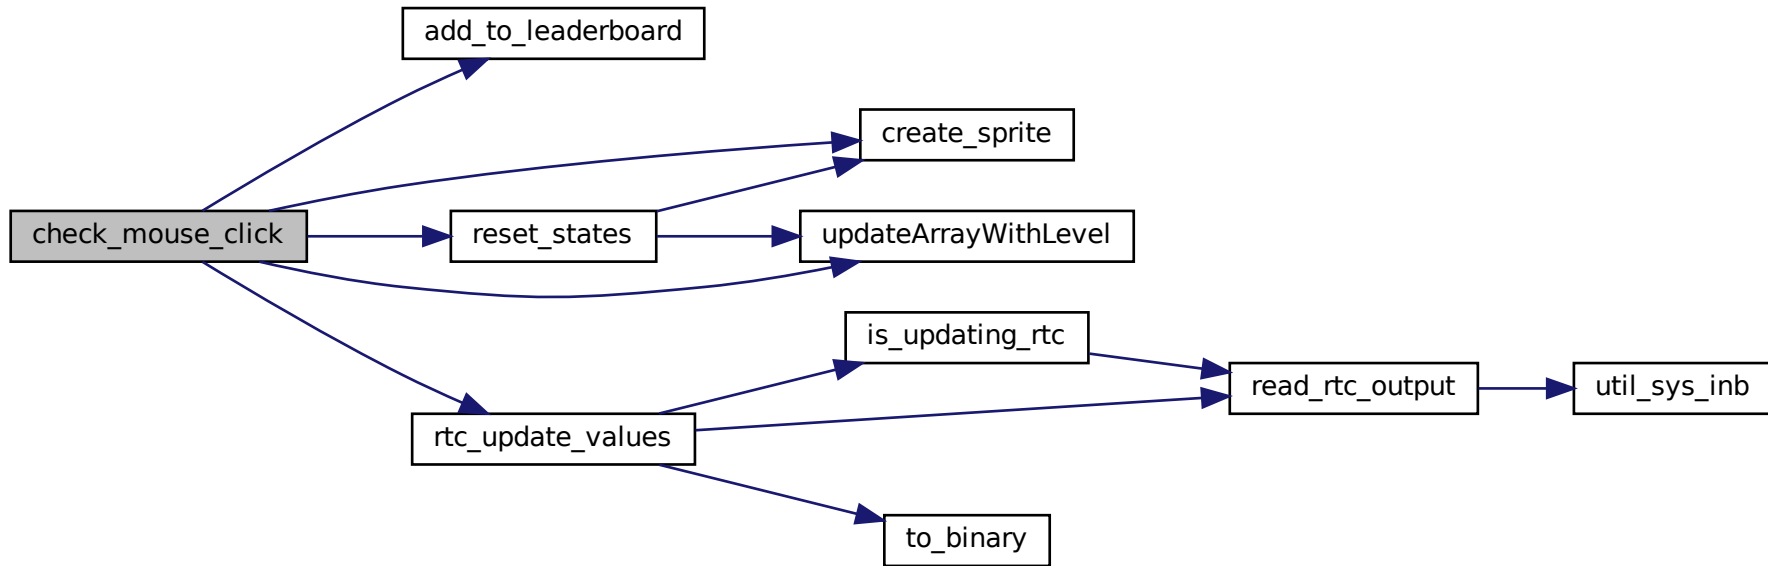 add_to_leaderboard
create_sprite
check_mouse_click
reset_states
updateArrayWithLevel
is_updating_rtc
read_rtc_output
util_sys_inb
rtc_update_values
to_binary